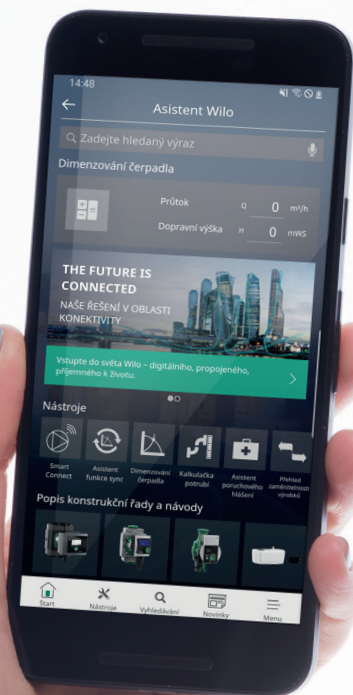 14:48
Asistent Wilo
Zadejte hledaný výraz
Dimenzování čerpadla
Průtok Q 0 m³/h
Dopravní výška H 0 mWS
THE FUTURE IS
CONNECTED
NAŠE ŘEŠENÍ V OBLASTI
KONEKTIVITY
Vstupte do světa Wilo – digitálního, propojeného,
příjemného k životu.
Nástroje
Smart
Connect
Asistent
funkce sync
Dimenzování
čerpadla
Kalkulačka
potrubí
Asistent
poruchového
hlášení
Přehled
zaměnitelnosti
výrobků
Popis konstrukční řady a návody
Start
Nástroje
Vyhledávání
Novinky
Menu